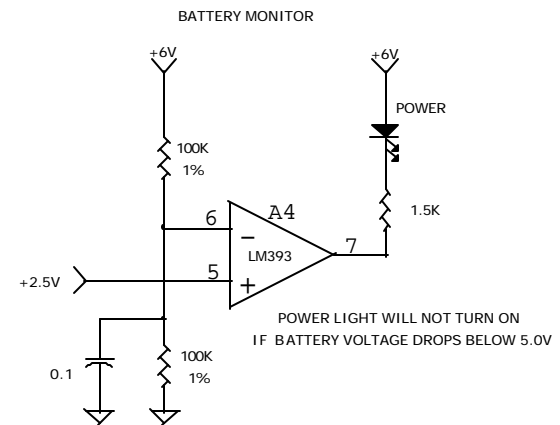 BATTERY MONITOR
+6V
+6V
POWER
100K
1%
1.5K
A4
6
−
LM393
7
5
+
+2.5V
POWER LIGHT WILL NOT TURN ON
IF BATTERY VOLTAGE DROPS BELOW 5.0V
100K
1%
0.1